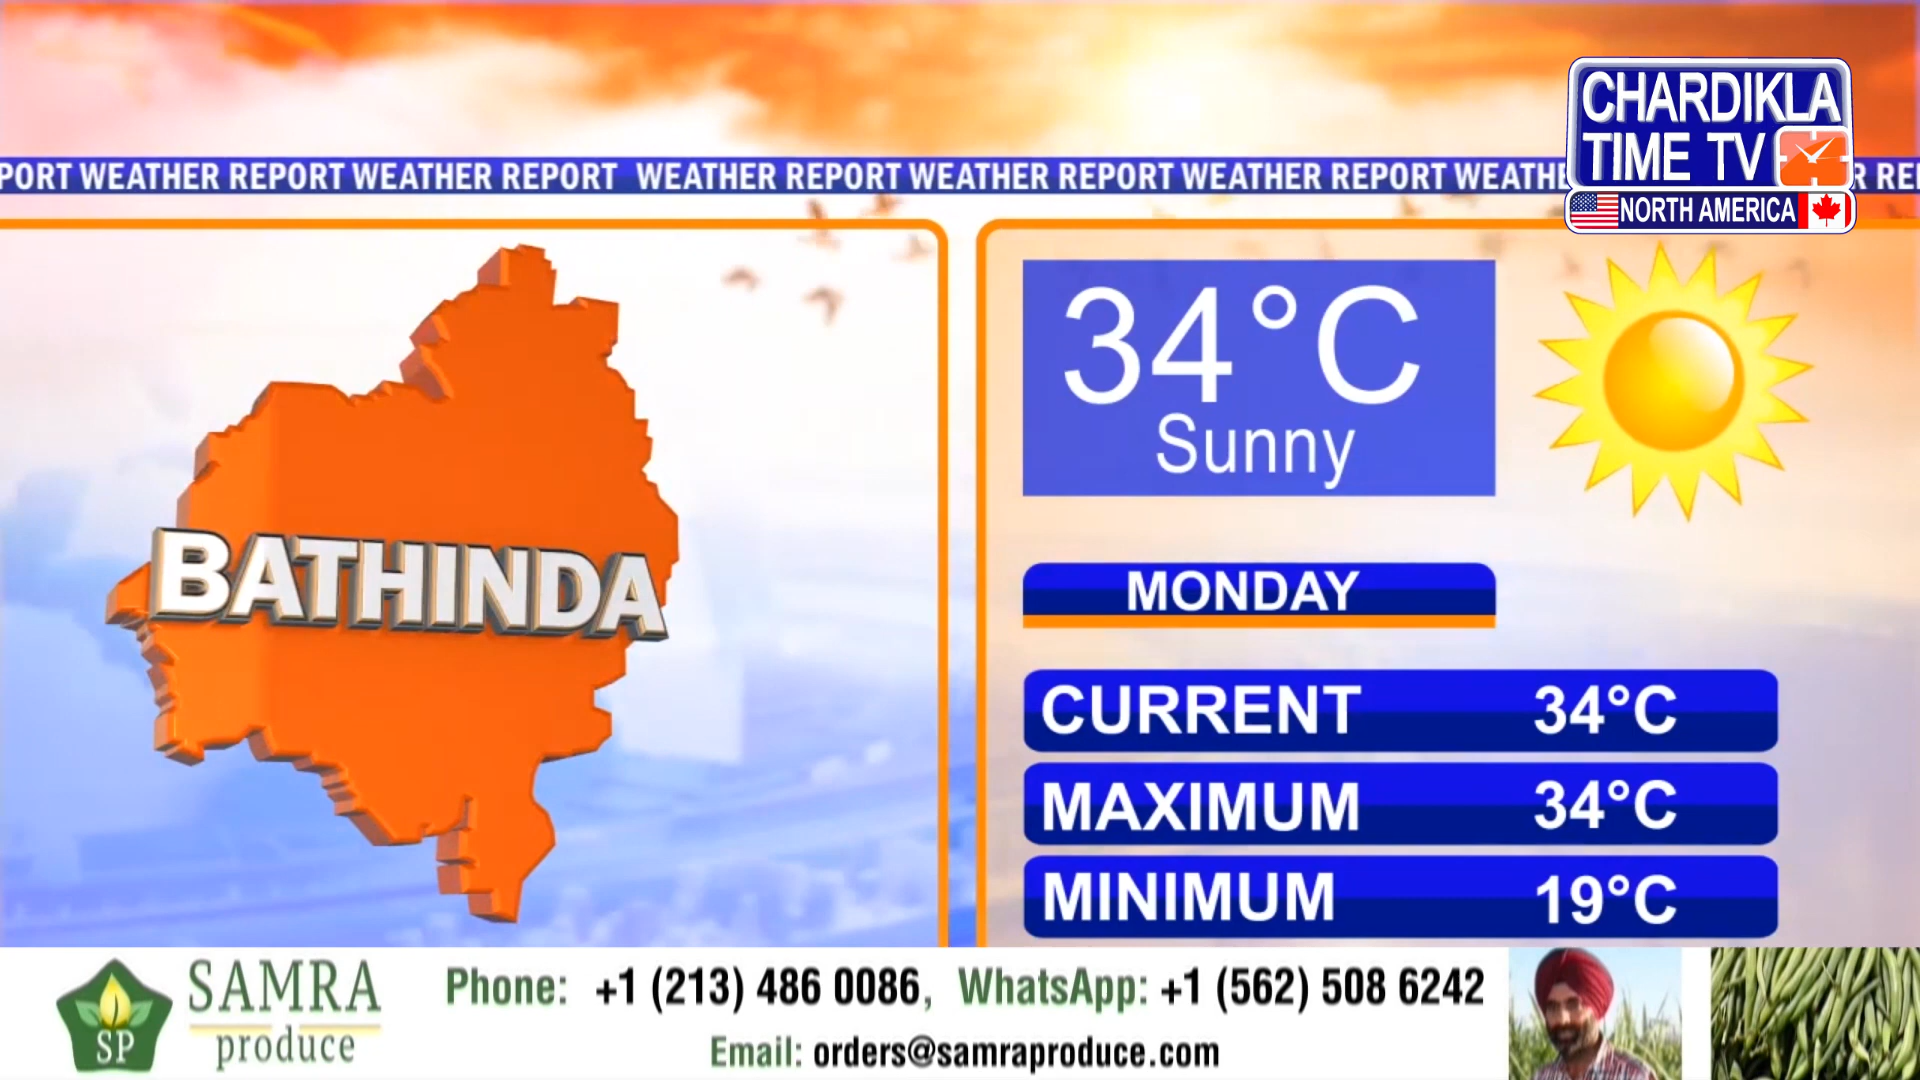 CHARDIKLA
TIME TV
NORTH AMERICA
PORT WEATHER REPORT WEATHER REPORT WEATHER REPORT WEATHER REPORT WEATHER REPORT WEATHE R RE
BATHINDA
34°C
Sunny
MONDAY
CURRENT 34°C
MAXIMUM 34°C
MINIMUM 19°C
SP
SAMRA
produce
Phone: +1 (213) 486 0086, WhatsApp: +1 (562) 508 6242
Email: orders@samraproduce.com